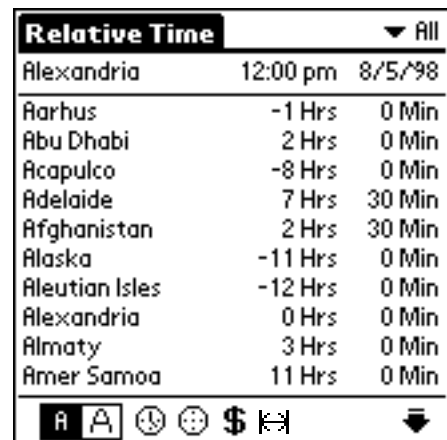 Relative Time All
Alexandria 12:00 pm 8/5/98
Aarhus -1 Hrs 0 Min
Abu Dhabi 2 Hrs 0 Min
Acapulco -8 Hrs 0 Min
Adelaide 7 Hrs 30 Min
Afghanistan 2 Hrs 30 Min
Alaska -11 Hrs 0 Min
Aleutian Isles -12 Hrs 0 Min
Alexandria 0 Hrs 0 Min
Almaty 3 Hrs 0 Min
Amer Samoa 11 Hrs 0 Min
A A $